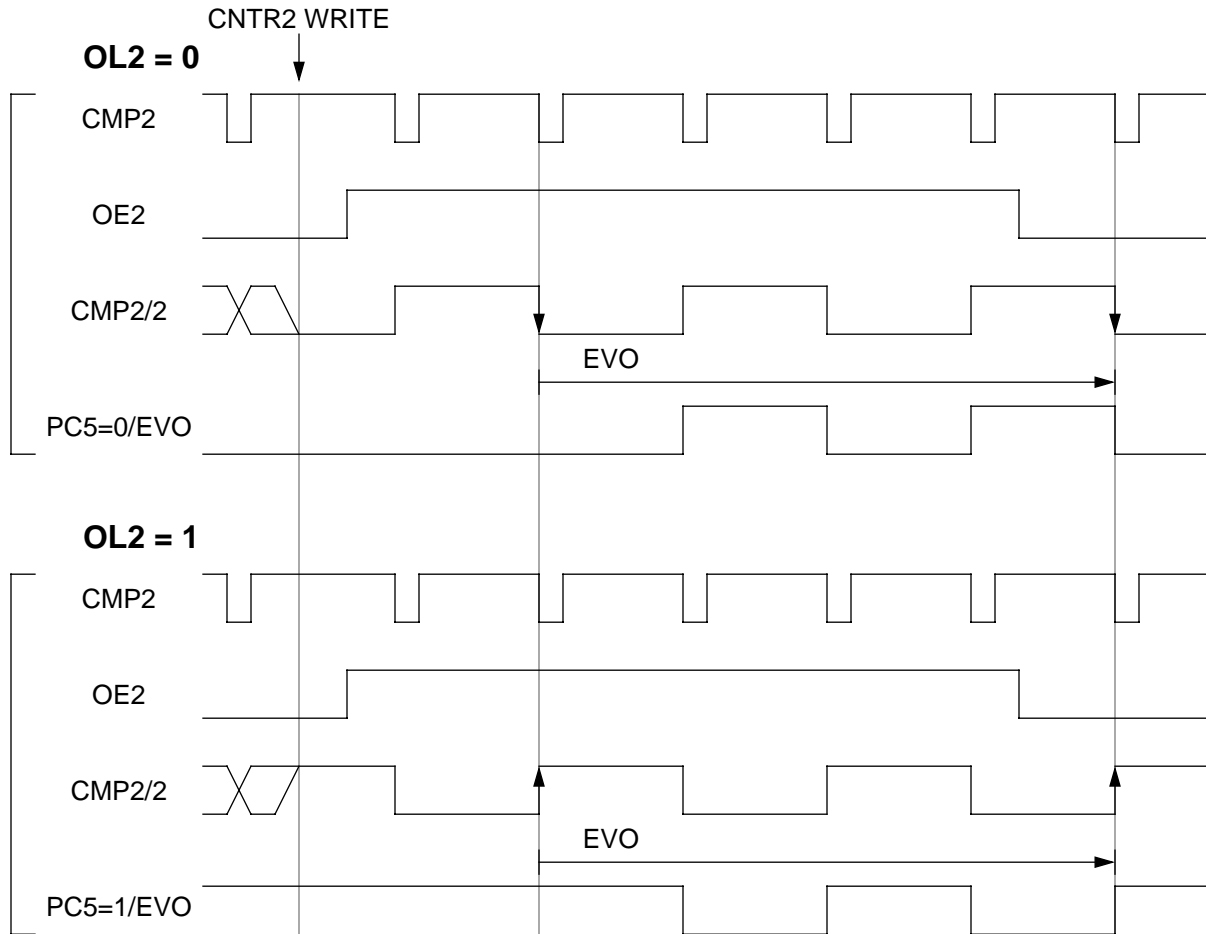 CNTR2 WRITE
OL2 = 0
CMP2
OE2
CMP2/2
EVO
PC5=0/EVO
OL2 = 1
CMP2
OE2
CMP2/2
EVO
PC5=1/EVO